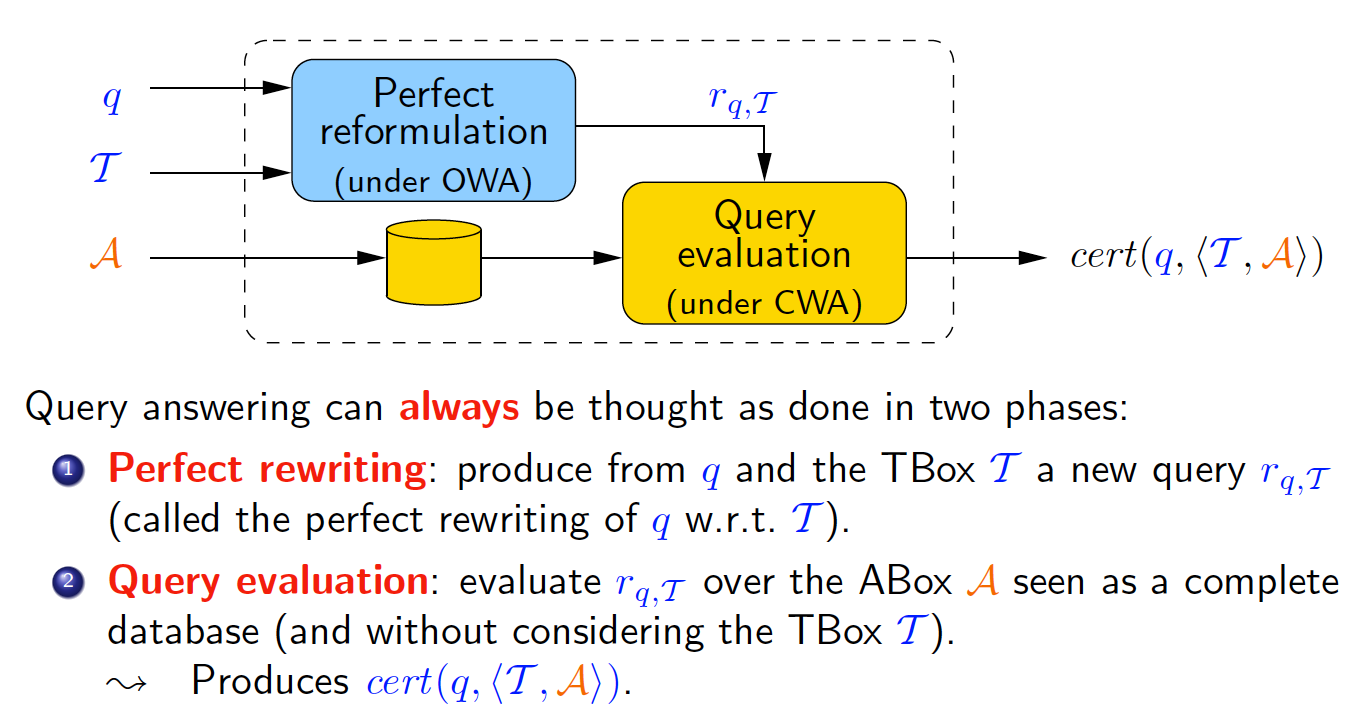 q
Perfect
reformulation
(under OWA)
r_{q,𝒯}
𝒯
𝒜
Query
evaluation
(under CWA)
cert(q, ⟨𝒯, 𝒜⟩)
Query answering can always be thought as done in two phases:
1 Perfect rewriting: produce from q and the TBox 𝒯 a new query r_{q,𝒯}
(called the perfect rewriting of q w.r.t. 𝒯).
2 Query evaluation: evaluate r_{q,𝒯} over the ABox 𝒜 seen as a complete
database (and without considering the TBox 𝒯).
⇝ Produces cert(q, ⟨𝒯, 𝒜⟩).